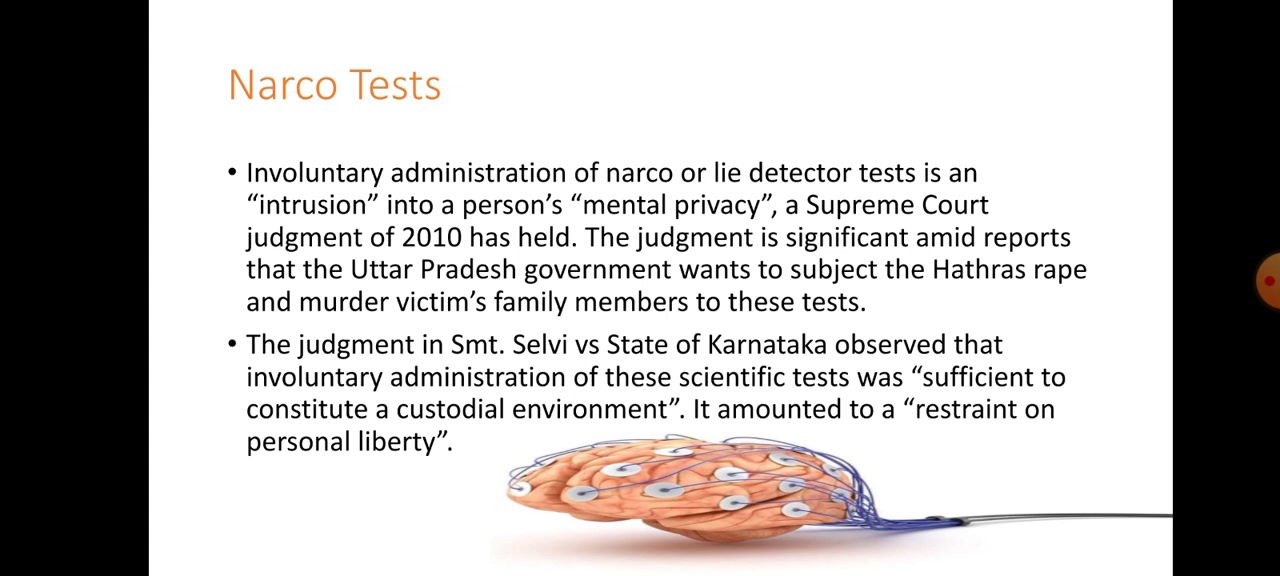 Narco Tests
• Involuntary administration of narco or lie detector tests is an
“intrusion” into a person’s “mental privacy”, a Supreme Court
judgment of 2010 has held. The judgment is significant amid reports
that the Uttar Pradesh government wants to subject the Hathras rape
and murder victim’s family members to these tests.
• The judgment in Smt. Selvi vs State of Karnataka observed that
involuntary administration of these scientific tests was “sufficient to
constitute a custodial environment”. It amounted to a “restraint on
personal liberty”.